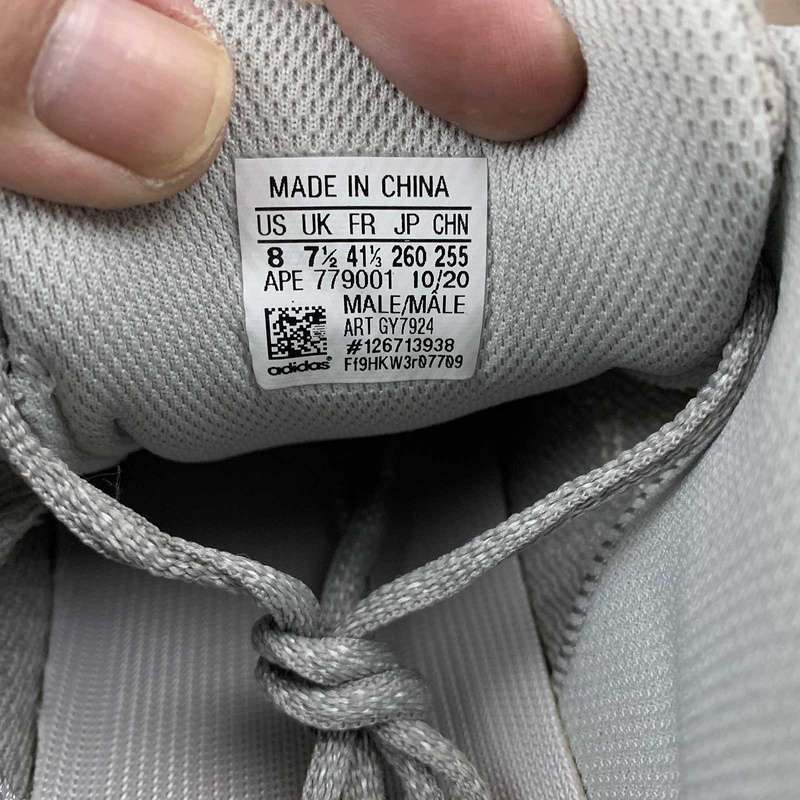 MADE IN CHINA
US UK FR JP CHN
8 7½ 41⅓ 260 255
APE 779001 10/20
MALE/MÂLE
ART GY7924
#126713938
adidas® Ff9HKW3r07709